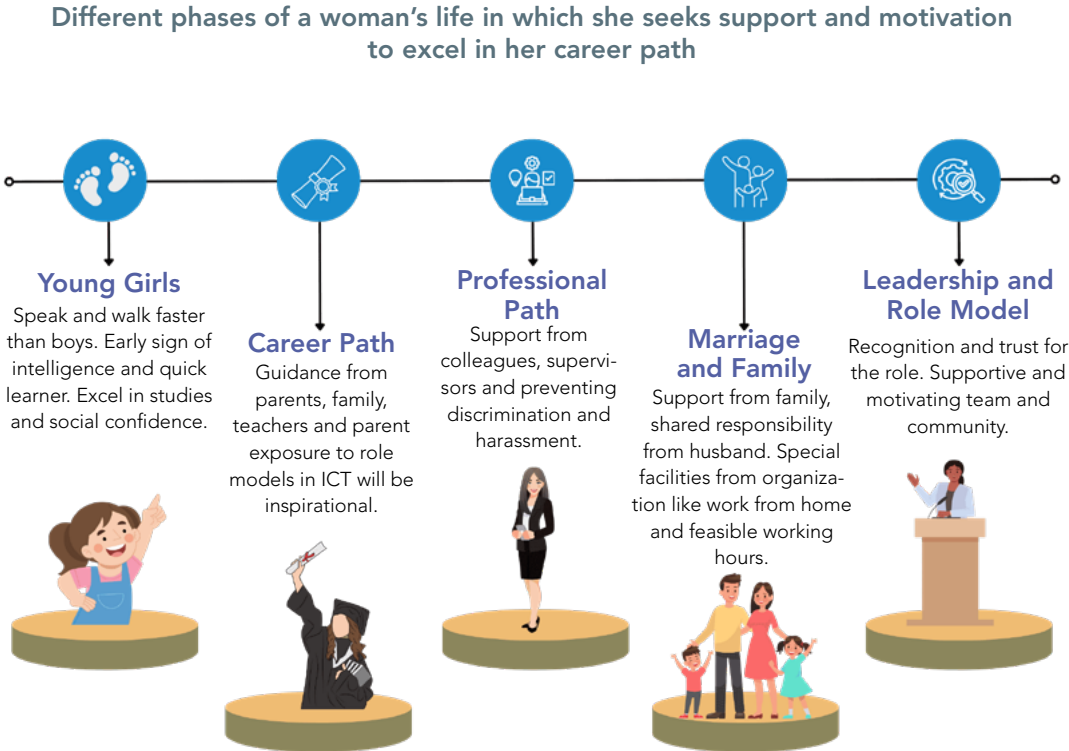 Different phases of a woman’s life in which she seeks support and motivation
to excel in her career path
Young Girls
Speak and walk faster
than boys. Early sign of
intelligence and quick
learner. Excel in studies
and social confidence.
Career Path
Guidance from
parents, family,
teachers and parent
exposure to role
models in ICT will be
inspirational.
Professional
Path
Support from
colleagues, supervi-
sors and preventing
discrimination and
harassment.
Marriage
and Family
Support from family,
shared responsibility
from husband. Special
facilities from organiza-
tion like work from home
and feasible working
hours.
Leadership and
Role Model
Recognition and trust for
the role. Supportive and
motivating team and
community.